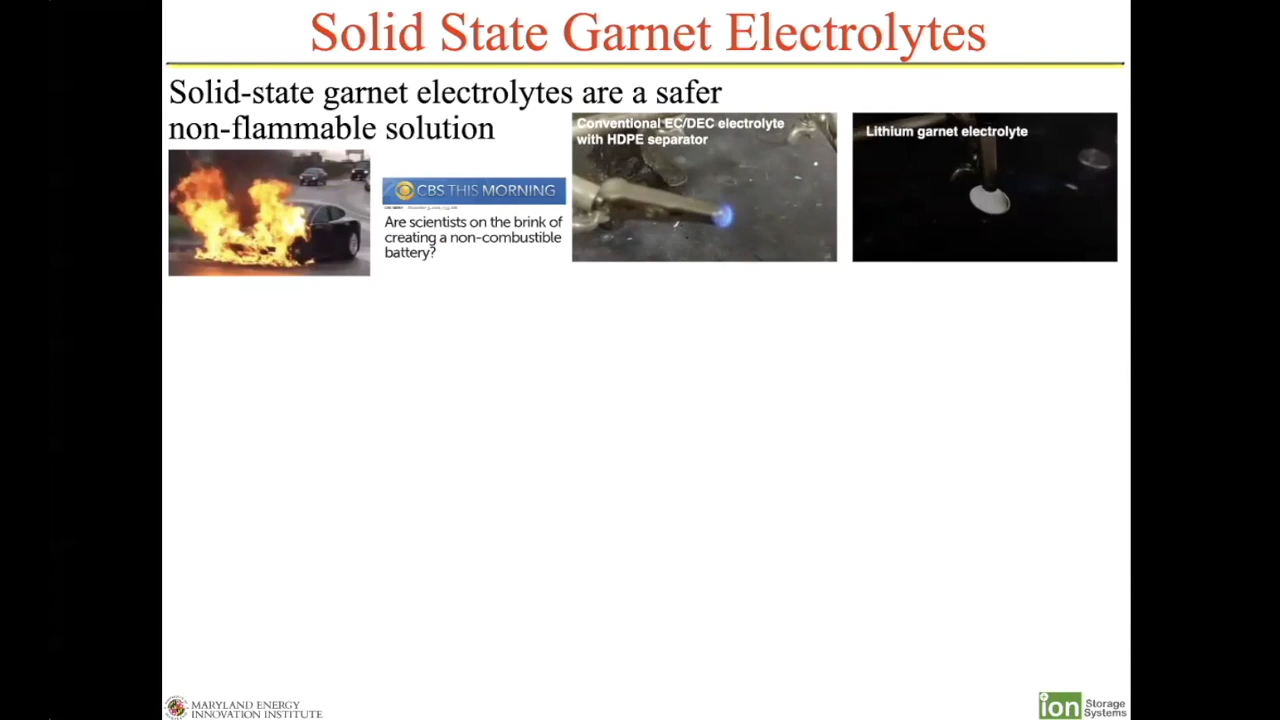 Solid State Garnet Electrolytes
Solid-state garnet electrolytes are a safer
non-flammable solution
CBS THIS MORNING
Are scientists on the brink of
creating a non-combustible
battery?
Conventional EC/DEC electrolyte
with HDPE separator
Lithium garnet electrolyte
MARYLAND ENERGY
INNOVATION INSTITUTE
ion Storage
Systems